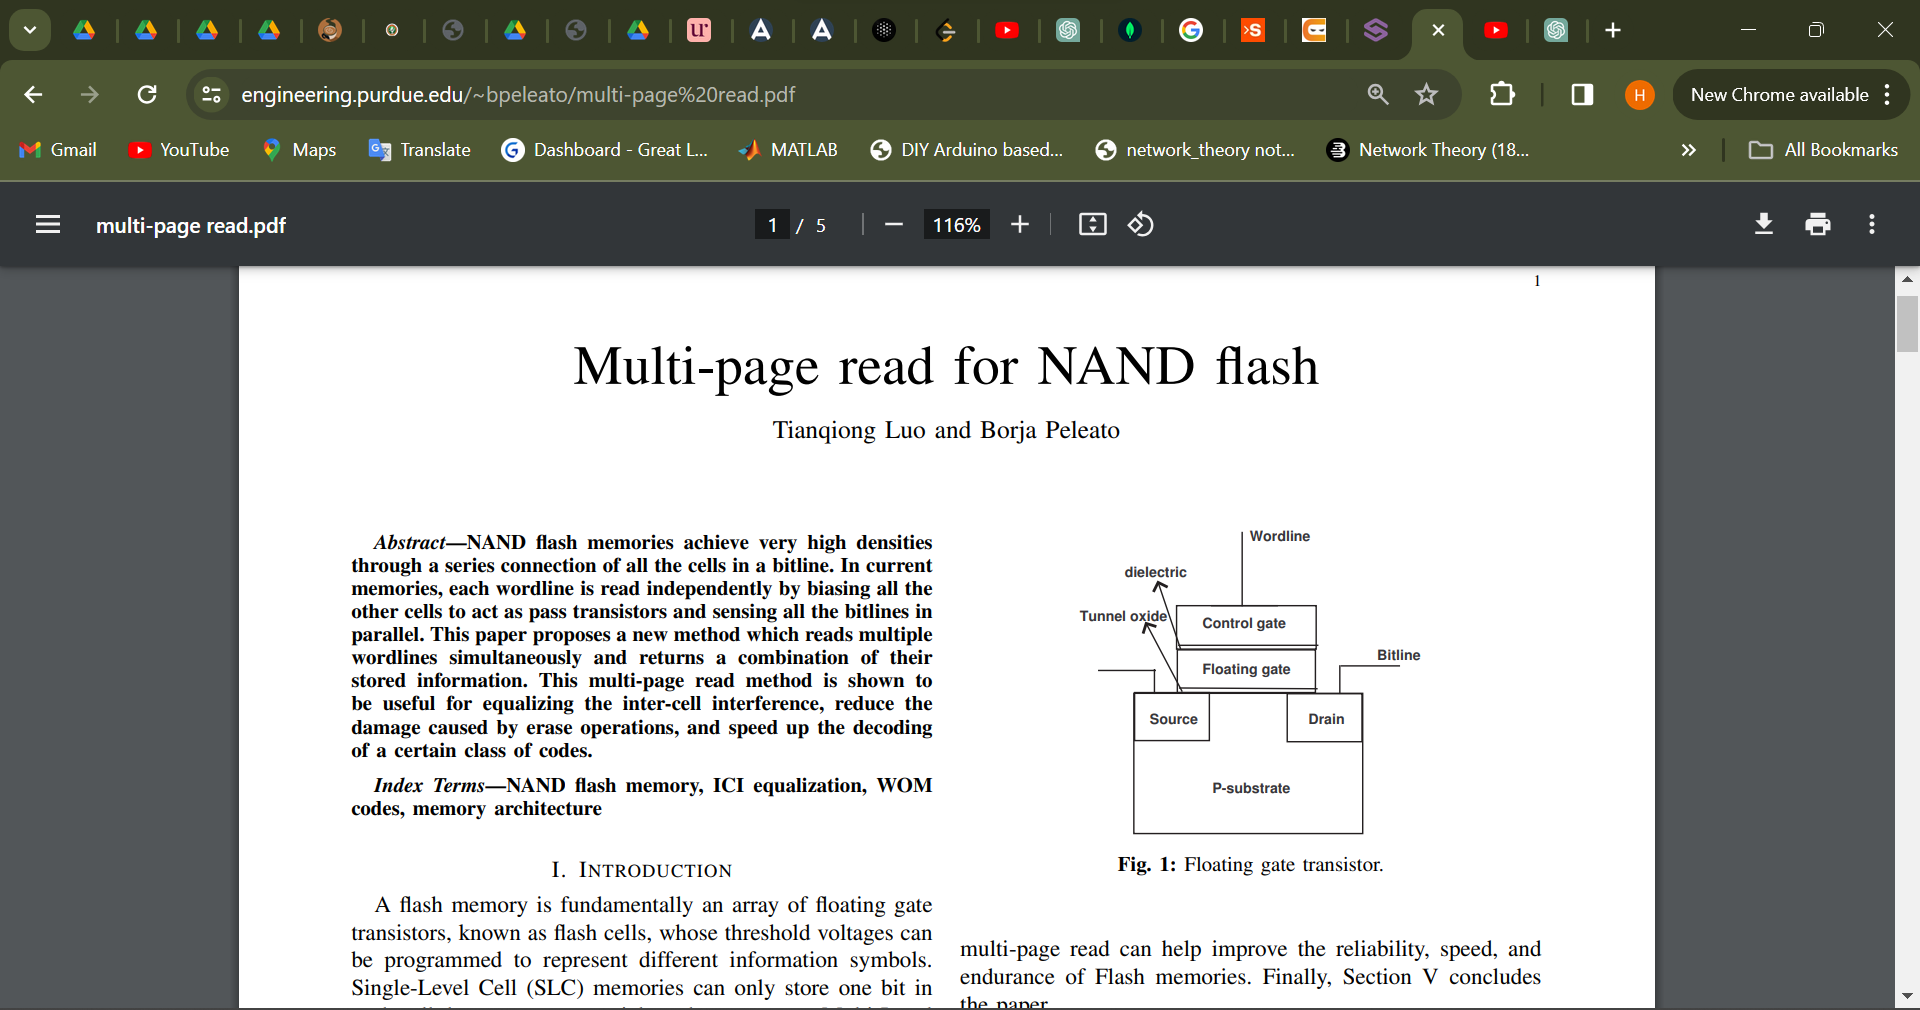 engineering.purdue.edu/~bpeleato/multi-page%20read.pdf
H
New Chrome available
Gmail
YouTube
Maps
Translate
Dashboard - Great L...
MATLAB
DIY Arduino based...
network_theory not...
Network Theory (18...
All Bookmarks
multi-page read.pdf
1 / 5
116%
1
Multi-page read for NAND flash
Tianqiong Luo and Borja Peleato
Abstract—NAND flash memories achieve very high densities
through a series connection of all the cells in a bitline. In current
memories, each wordline is read independently by biasing all the
other cells to act as pass transistors and sensing all the bitlines in
parallel. This paper proposes a new method which reads multiple
wordlines simultaneously and returns a combination of their
stored information. This multi-page read method is shown to
be useful for equalizing the inter-cell interference, reduce the
damage caused by erase operations, and speed up the decoding
of a certain class of codes.
Index Terms—NAND flash memory, ICI equalization, WOM
codes, memory architecture
I. INTRODUCTION
A flash memory is fundamentally an array of floating gate
transistors, known as flash cells, whose threshold voltages can
be programmed to represent different information symbols.
Single-Level Cell (SLC) memories can only store one bit in
Wordline
dielectric
Tunnel oxide
Control gate
Floating gate
Bitline
Source
Drain
P-substrate
Fig. 1: Floating gate transistor.
multi-page read can help improve the reliability, speed, and
endurance of Flash memories. Finally, Section V concludes
the paper.